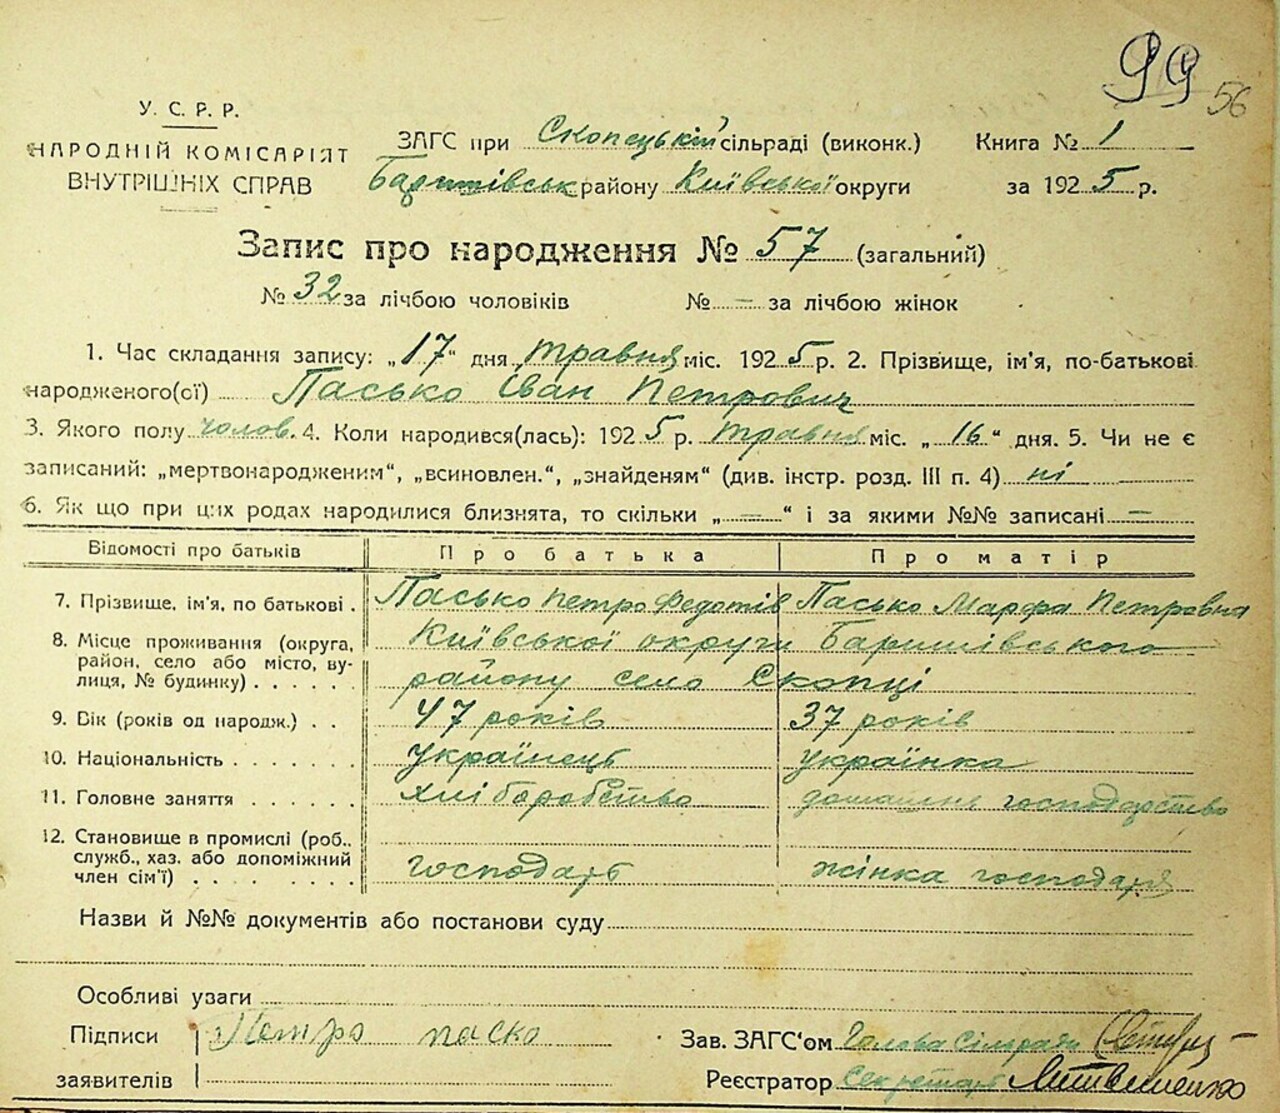 99
56
У. С. Р. Р.
НАРОДНІЙ КОМІСАРІЯТ
ВНУТРІШНІХ СПРАВ
ЗАГС при Скопецькій сільраді (виконк.) Книга № 1
Баришівськ району Київської округи за 1925 р.
Запис про народження № 57 (загальний)
№ 32 за лічбою чоловіків № — за лічбою жінок
1. Час складання запису: „17" дня травня міс. 1925 р. 2. Прізвище, ім'я, по-батькові
народженого(ої) Пасько Іван Петрович
3. Якого полу чолов. 4. Коли народився(лась): 1925 р. травня міс. „16" дня. 5. Чи не є
записаний: „мертвонародженим", „всиновлен.", „знайденям" (див. інстр. розд. III п. 4) ні
6. Як що при цих родах народилися близнята, то скільки „—" і за якими №№ записані —
Відомості про батьків Про батька Про матір
7. Прізвище, ім'я, по батькові. Пасько Петро Федотів Пасько Марфа Петровна
8. Місце проживання (округа, Київської округи Баришівського
район, село або місто, ву-
лиця, № будинку) району село Скопці
9. Вік (років од народж.) 47 років 37 років
10. Національність українець українка
11. Головне заняття хліборобство домашнє господарство
12. Становище в промислі (роб.,
служб., хаз. або допоміжний
член сім'ї) господарь жінка господаря
Назви й №№ документів або постанови суду
Особливі узаги
Підписи Петро паско Зав. ЗАГС'ом Голова Сільради
заявителів Реєстратор Секретарь Литвиненко